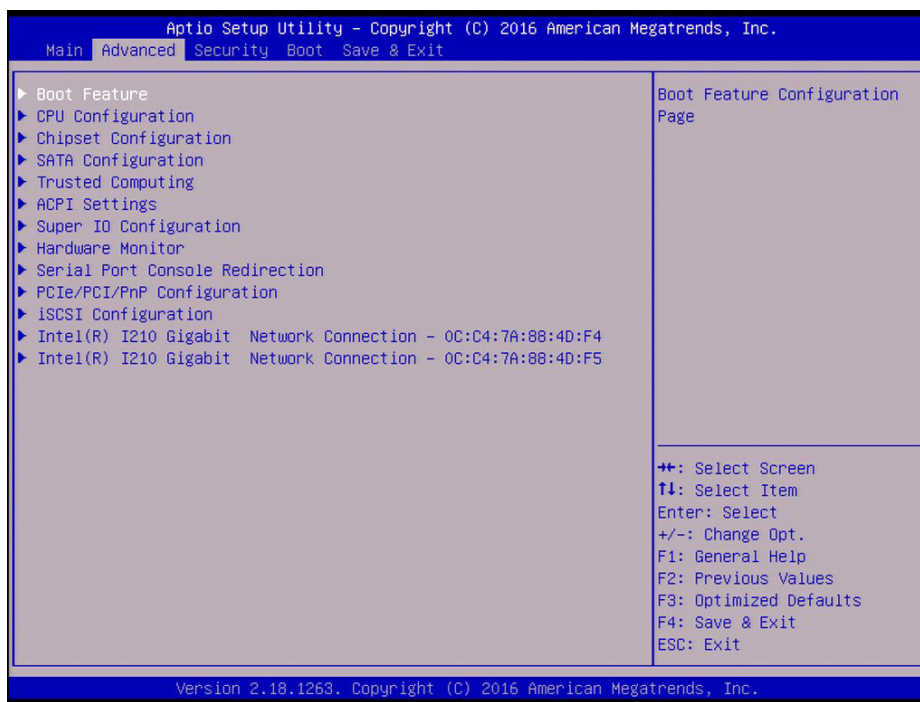 Aptio Setup Utility – Copyright (C) 2016 American Megatrends, Inc.
Main Advanced Security Boot Save & Exit
▶ Boot Feature
▶ CPU Configuration
▶ Chipset Configuration
▶ SATA Configuration
▶ Trusted Computing
▶ ACPI Settings
▶ Super IO Configuration
▶ Hardware Monitor
▶ Serial Port Console Redirection
▶ PCIe/PCI/PnP Configuration
▶ iSCSI Configuration
▶ Intel(R) I210 Gigabit  Network Connection – 0C:C4:7A:88:4D:F4
▶ Intel(R) I210 Gigabit  Network Connection – 0C:C4:7A:88:4D:F5
Boot Feature Configuration
Page
→←: Select Screen
↑↓: Select Item
Enter: Select
+/-: Change Opt.
F1: General Help
F2: Previous Values
F3: Optimized Defaults
F4: Save & Exit
ESC: Exit
Version 2.18.1263. Copyright (C) 2016 American Megatrends, Inc.